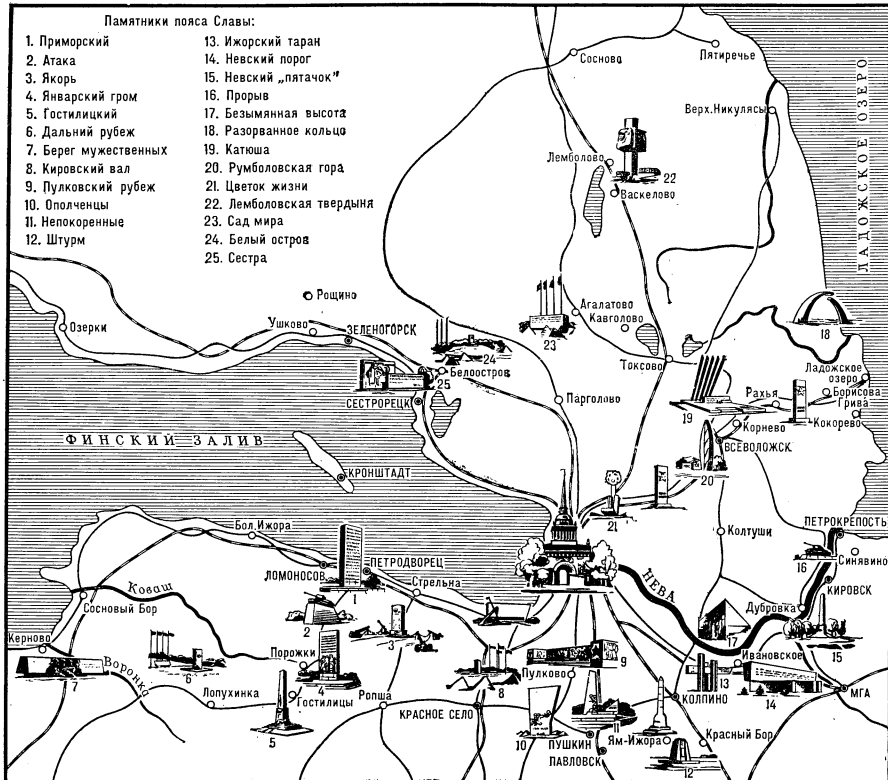 Памятники пояса Славы:
1. Приморский
2. Атака
3. Якорь
4. Январский гром
5. Гостилицкий
6. Дальний рубеж
7. Берег мужественных
8. Кировский вал
9. Пулковский рубеж
10. Ополченцы
11. Непокоренные
12. Штурм
13. Ижорский таран
14. Невский порог
15. Невский „пятачок"
16. Прорыв
17. Безымянная высота
18. Разорванное кольцо
19. Катюша
20. Румболовская гора
21. Цветок жизни
22. Лемболовская твердыня
23. Сад мира
24. Белый остров
25. Сестра
Сосново
Пятиречье
ЛАДОЖСКОЕ ОЗЕРО
Верх.Никулясы
Лемболово
22
Васкелово
Рощино
Озерки
Ушково
ЗЕЛЕНОГОРСК
24
23
Агалатово
Кавголово
18
Белоостров
25
Токсово
Ладожское
озеро
СЕСТРОРЕЦК
Парголово
19
Рахья
Борисова
Грива
Корнево
Кокорево
ФИНСКИЙ ЗАЛИВ
ВСЕВОЛОЖСК
20
КРОНШТАДТ
21
Бол.Ижора
Колтуши
ПЕТРОКРЕПОСТЬ
16
Синявино
ЛОМОНОСОВ
ПЕТРОДВОРЕЦ
1
Стрельна
НЕВА
КИРОВСК
Коваш
Сосновый Бор
2
3
Дубровка
17
15
Керново
Воронка
7
6
Порожки
4
8
Пулково
9
Ивановское
13
14
МГА
Лопухинка
Гостилицы
5
Ропша
КРАСНОЕ СЕЛО
10
11
КОЛПИНО
ПУШКИН
ПАВЛОВСК
Ям-Ижора
Красный Бор
12